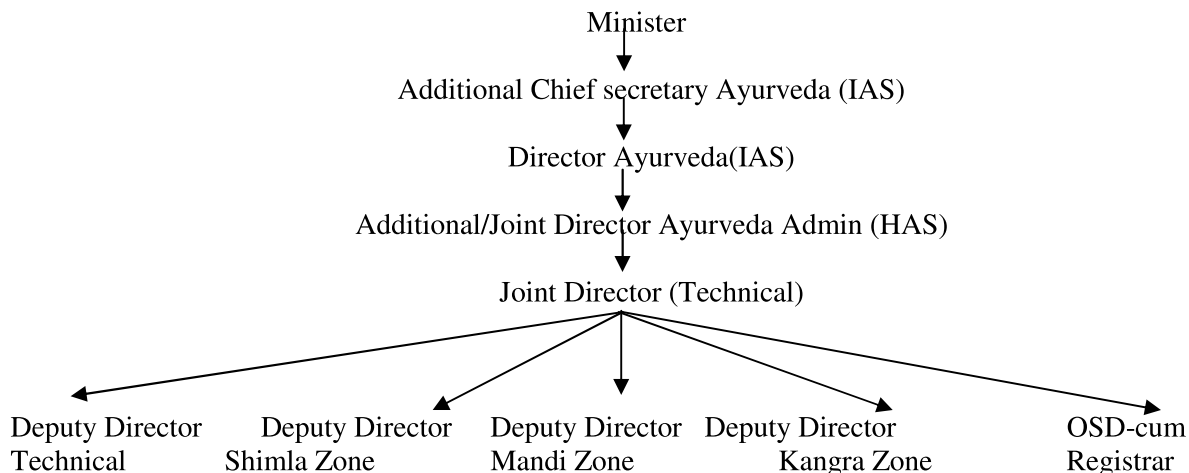 Minister
Additional Chief secretary Ayurveda (IAS)
Director Ayurveda(IAS)
Additional/Joint Director Ayurveda Admin (HAS)
Joint Director (Technical)
Deputy Director Deputy Director Deputy Director Deputy Director OSD-cum
Technical Shimla Zone Mandi Zone Kangra Zone Registrar